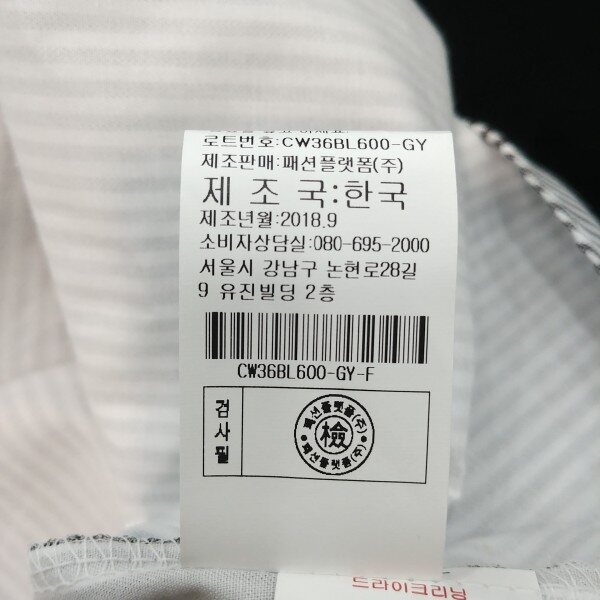 로트번호:CW36BL600-GY
제조판매:패션플랫폼(주)
제 조 국:한국
제조년월:2018.9
소비자상담실:080-695-2000
서울시 강남구 논현로28길
9 유진빌딩 2층
CW36BL600-GY-F
검사필
패션플랫폼(주)
檢
패션플랫폼(주)
드라이크리닝